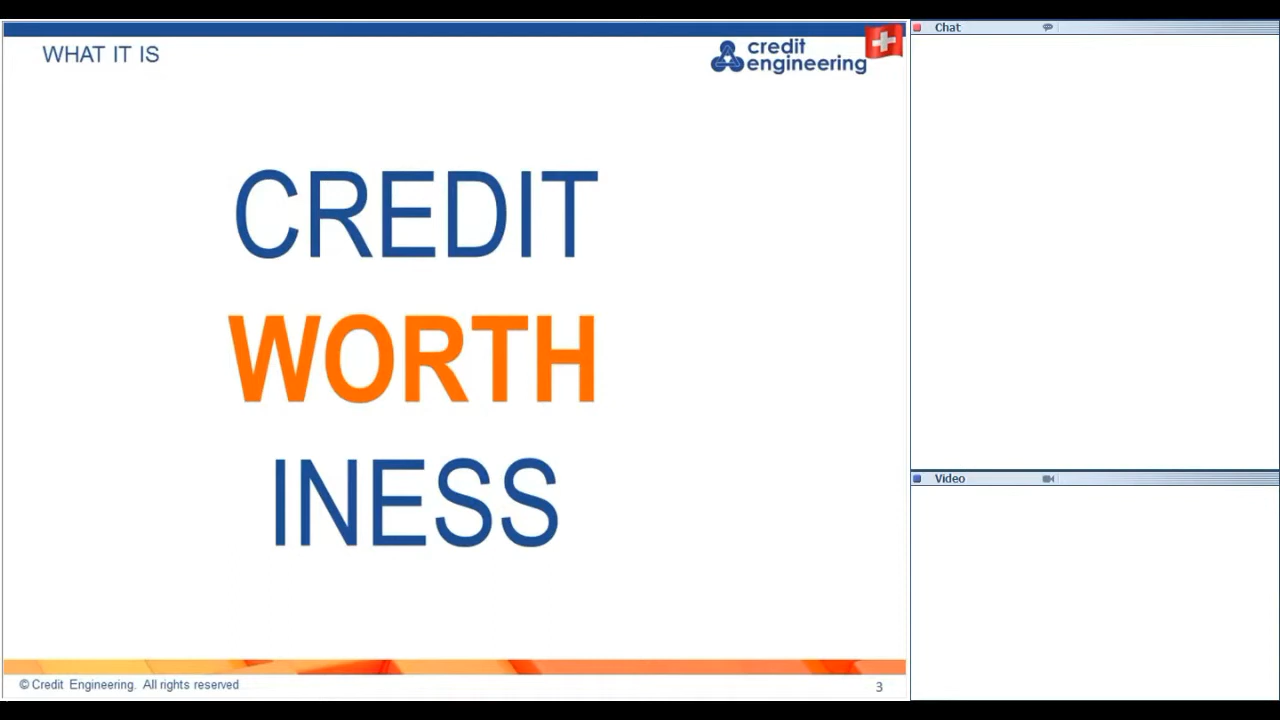 WHAT IT IS
credit
engineering
CREDIT
WORTH
INESS
© Credit Engineering. All rights reserved
3
Chat
Video